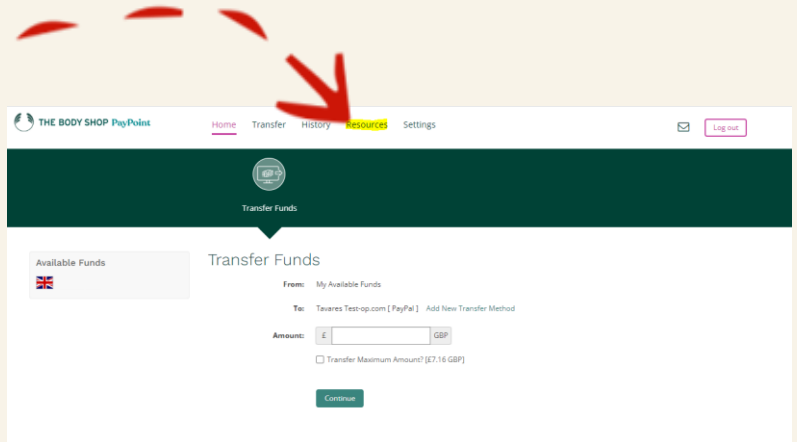 THE BODY SHOP PayPoint
Home Transfer History Resources Settings
Log out
Transfer Funds
Available Funds
Transfer Funds
From: My Available Funds
To: Tavares Test-op.com [ PayPal ] Add New Transfer Method
Amount: £ GBP
Transfer Maximum Amount? [£7.16 GBP]
Continue